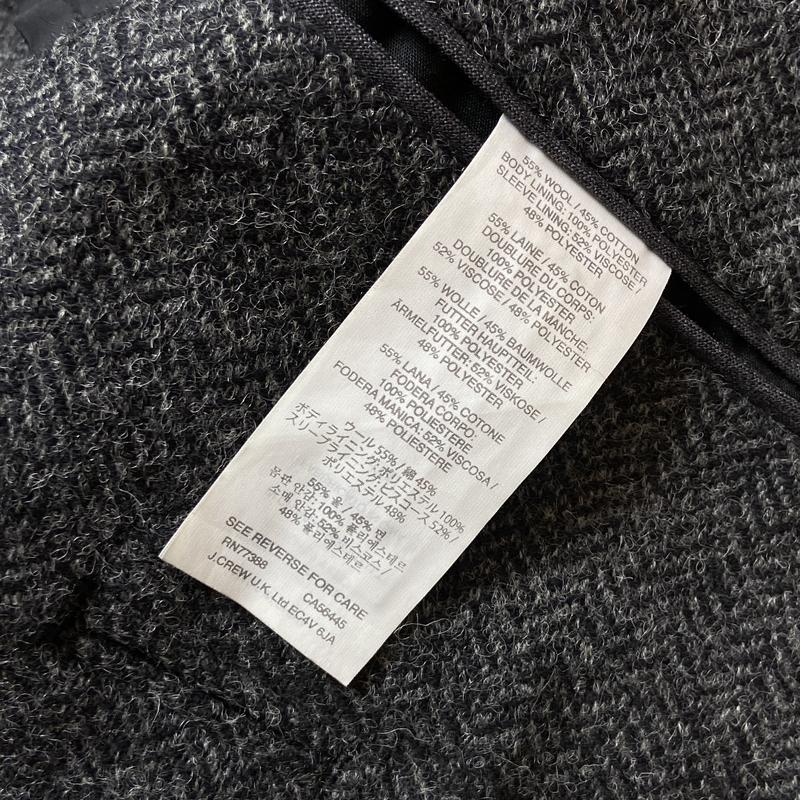 55% WOOL / 45% COTTON
BODY LINING: 100% POLYESTER
SLEEVE LINING: 52% VISCOSE /
48% POLYESTER
55% LAINE / 45% COTON
DOUBLURE DU CORPS:
100% POLYESTER
DOUBLURE DE LA MANCHE:
52% VISCOSE / 48% POLYESTER
55% WOLLE / 45% BAUMWOLLE
FUTTER HAUPTTEIL:
100% POLYESTER
ÄRMELFUTTER: 52% VISKOSE /
48% POLYESTER
55% LANA / 45% COTONE
FODERA CORPO:
100% POLIESTERE
FODERA MANICA: 52% VISCOSA /
48% POLIESTERE
ウール 55% / 綿 45%
ボディライニング: ポリエステル 100%
スリーブライニング: ビスコース 52% /
ポリエステル 48%
55% 울 / 45% 면
몸판 안감 100% 폴리에스테르
소매 안감 52% 비스코스 /
48% 폴리에스테르
SEE REVERSE FOR CARE
RN77388 CA56445
J.CREW U.K, Ltd EC4V 6JA